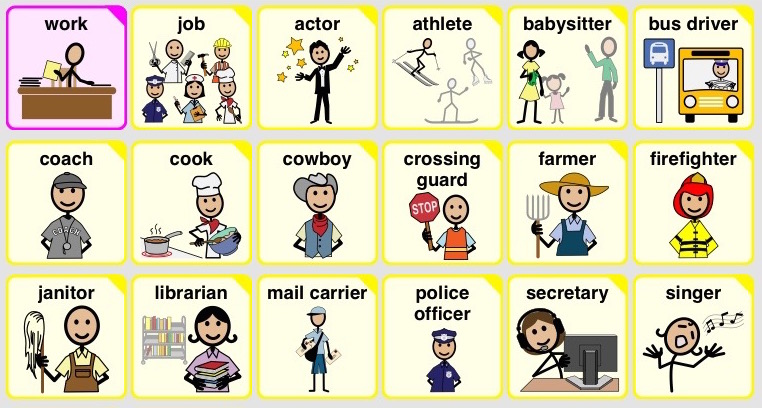 work
job
actor
athlete
babysitter
bus driver
coach
COACH
cook
cowboy
crossing
guard
STOP
farmer
firefighter
janitor
librarian
mail carrier
police
officer
secretary
singer